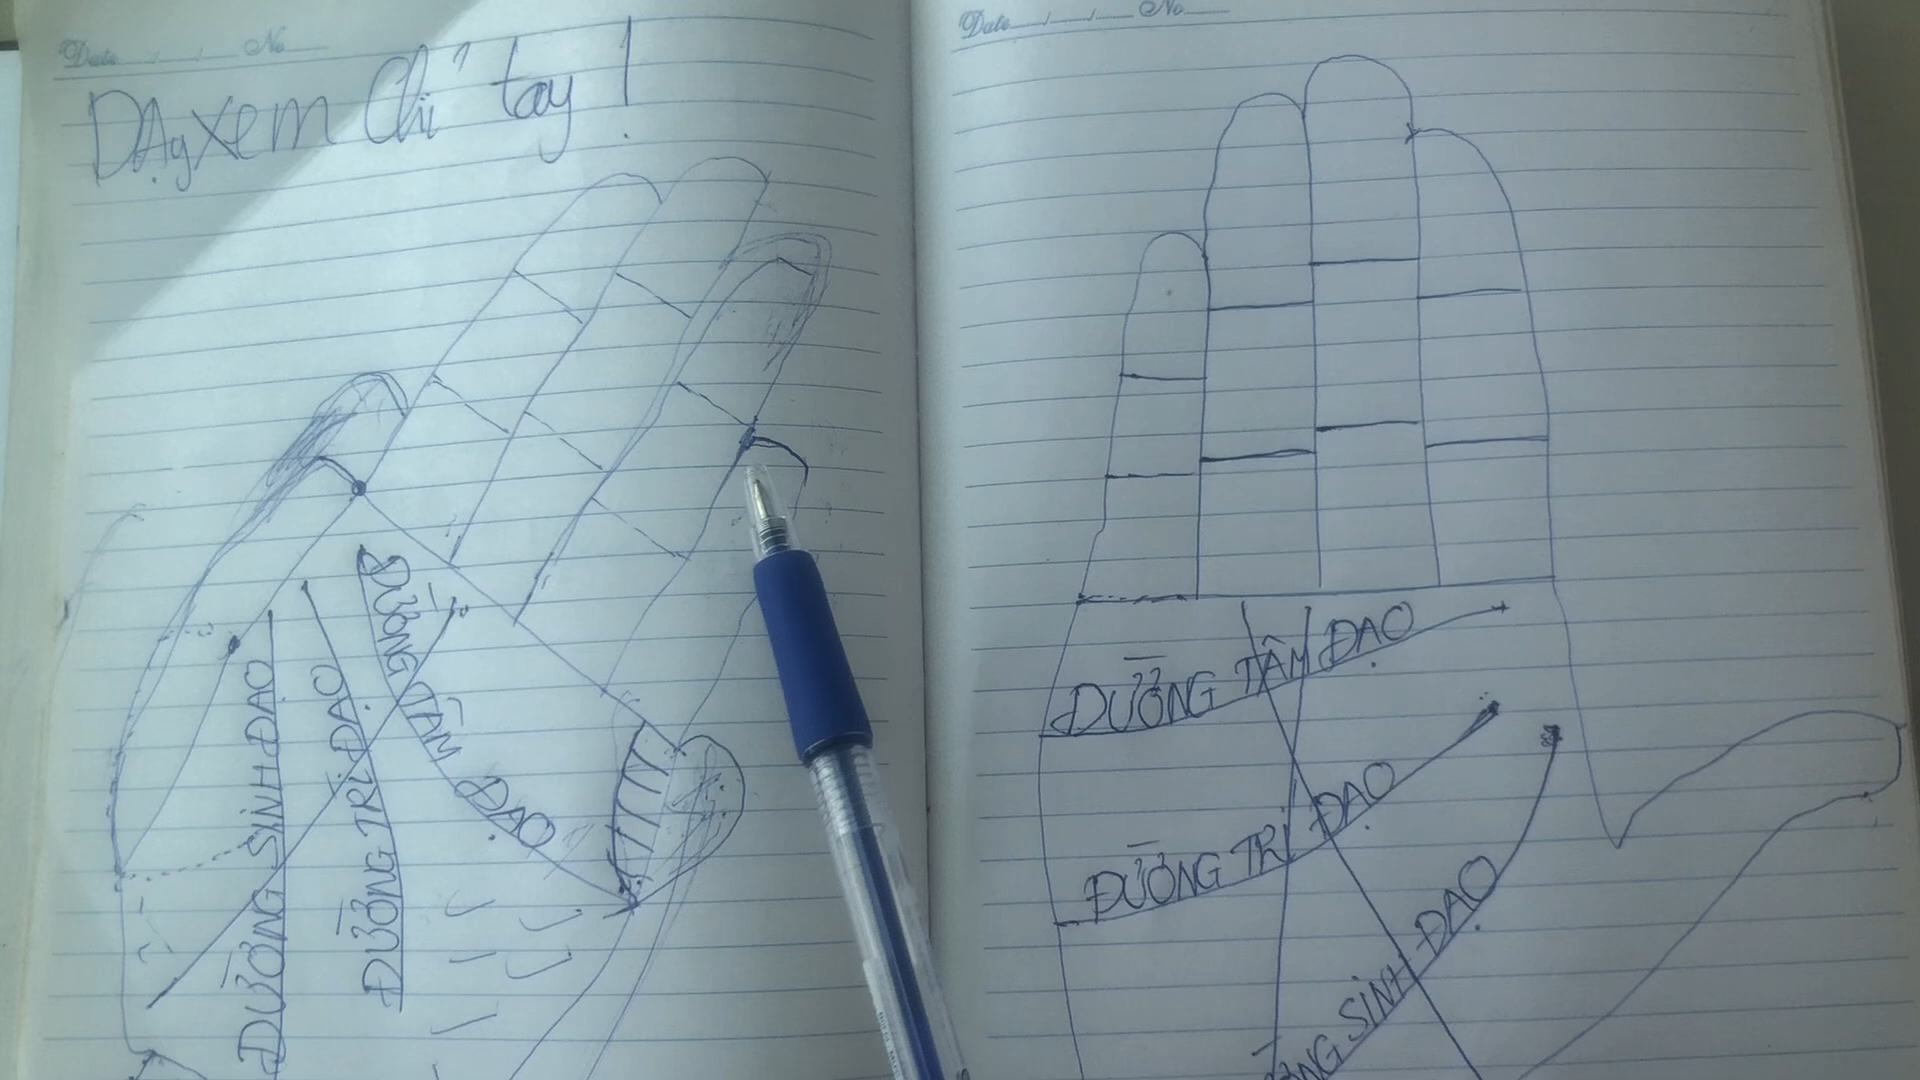 Date / / No
DẠy xem Chỉ tay !
ĐƯỜNG SINH ĐẠO
ĐƯỜNG TRÍ ĐẠO
ĐƯỜNG TÂM ĐẠO
Date / / No
ĐƯỜNG TÂM ĐẠO
ĐƯỜNG TRÍ ĐẠO
ỜNG SINH ĐẠO